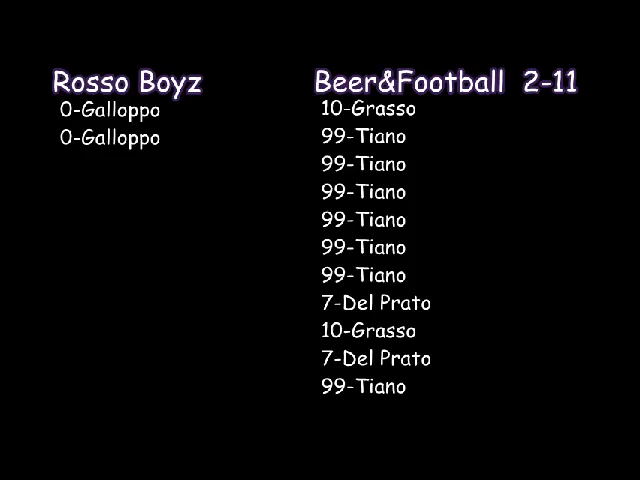 Rosso Boyz
0-Galloppo
0-Galloppo
Beer&Football 2-11
10-Grasso
99-Tiano
99-Tiano
99-Tiano
99-Tiano
99-Tiano
99-Tiano
7-Del Prato
10-Grasso
7-Del Prato
99-Tiano